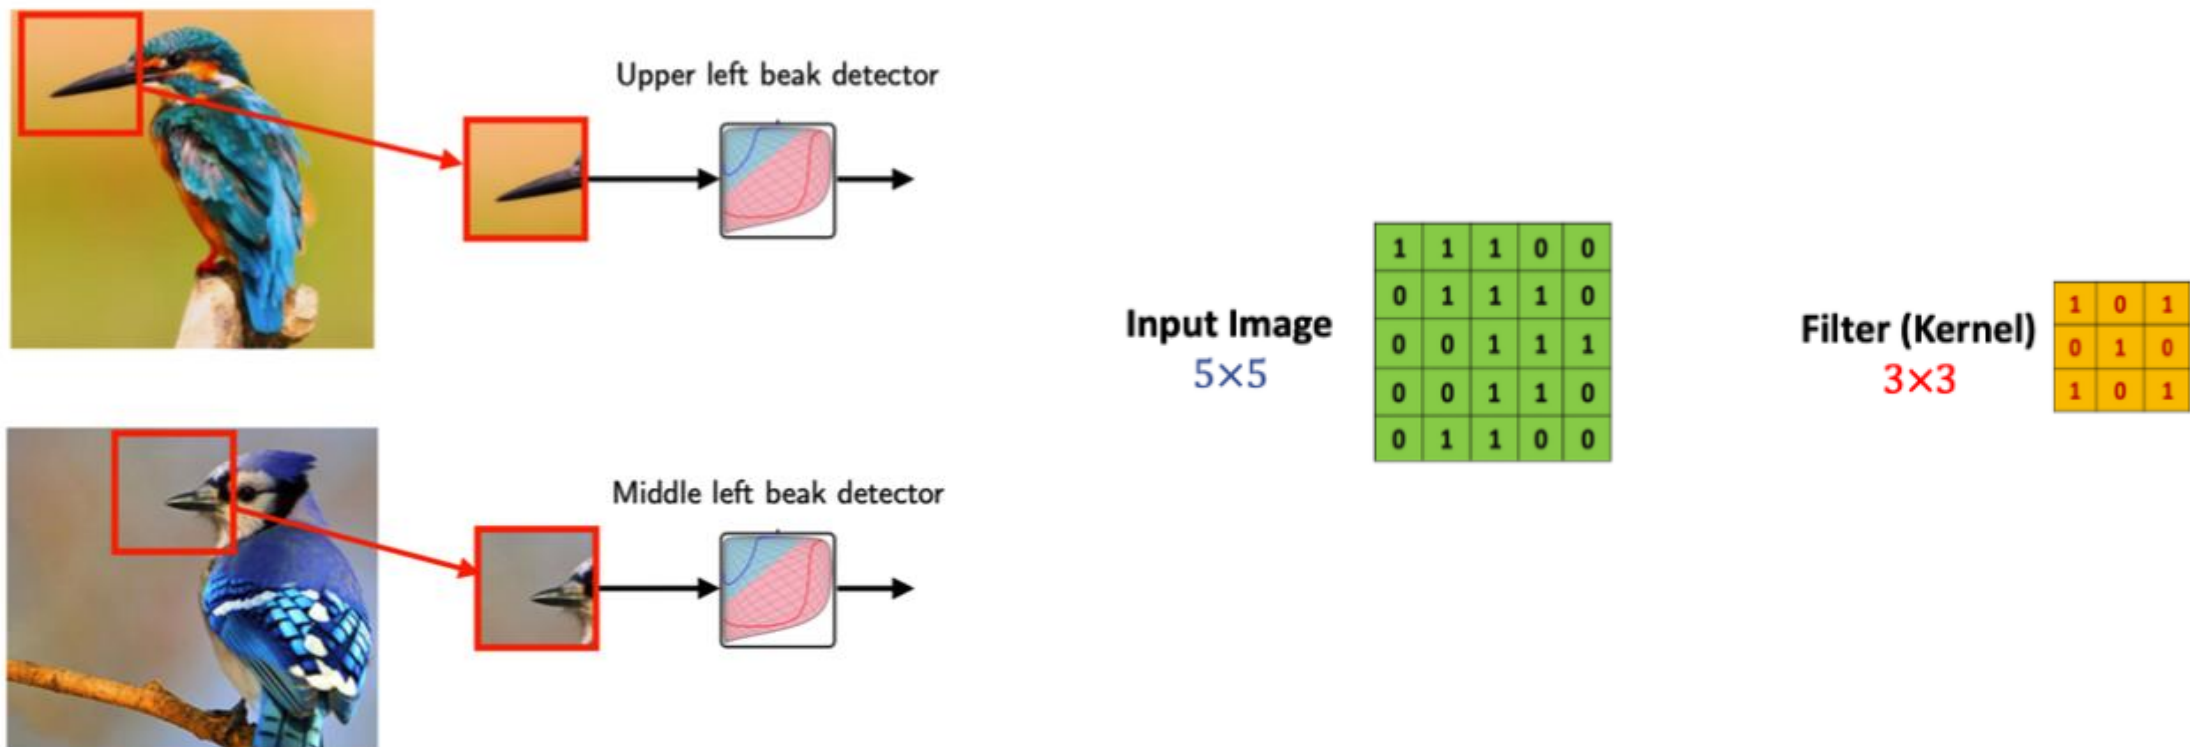 Upper left beak detector
Middle left beak detector
Input Image
5×5
1 1 1 0 0
0 1 1 1 0
0 0 1 1 1
0 0 1 1 0
0 1 1 0 0
Filter (Kernel)
3×3
1 0 1
0 1 0
1 0 1